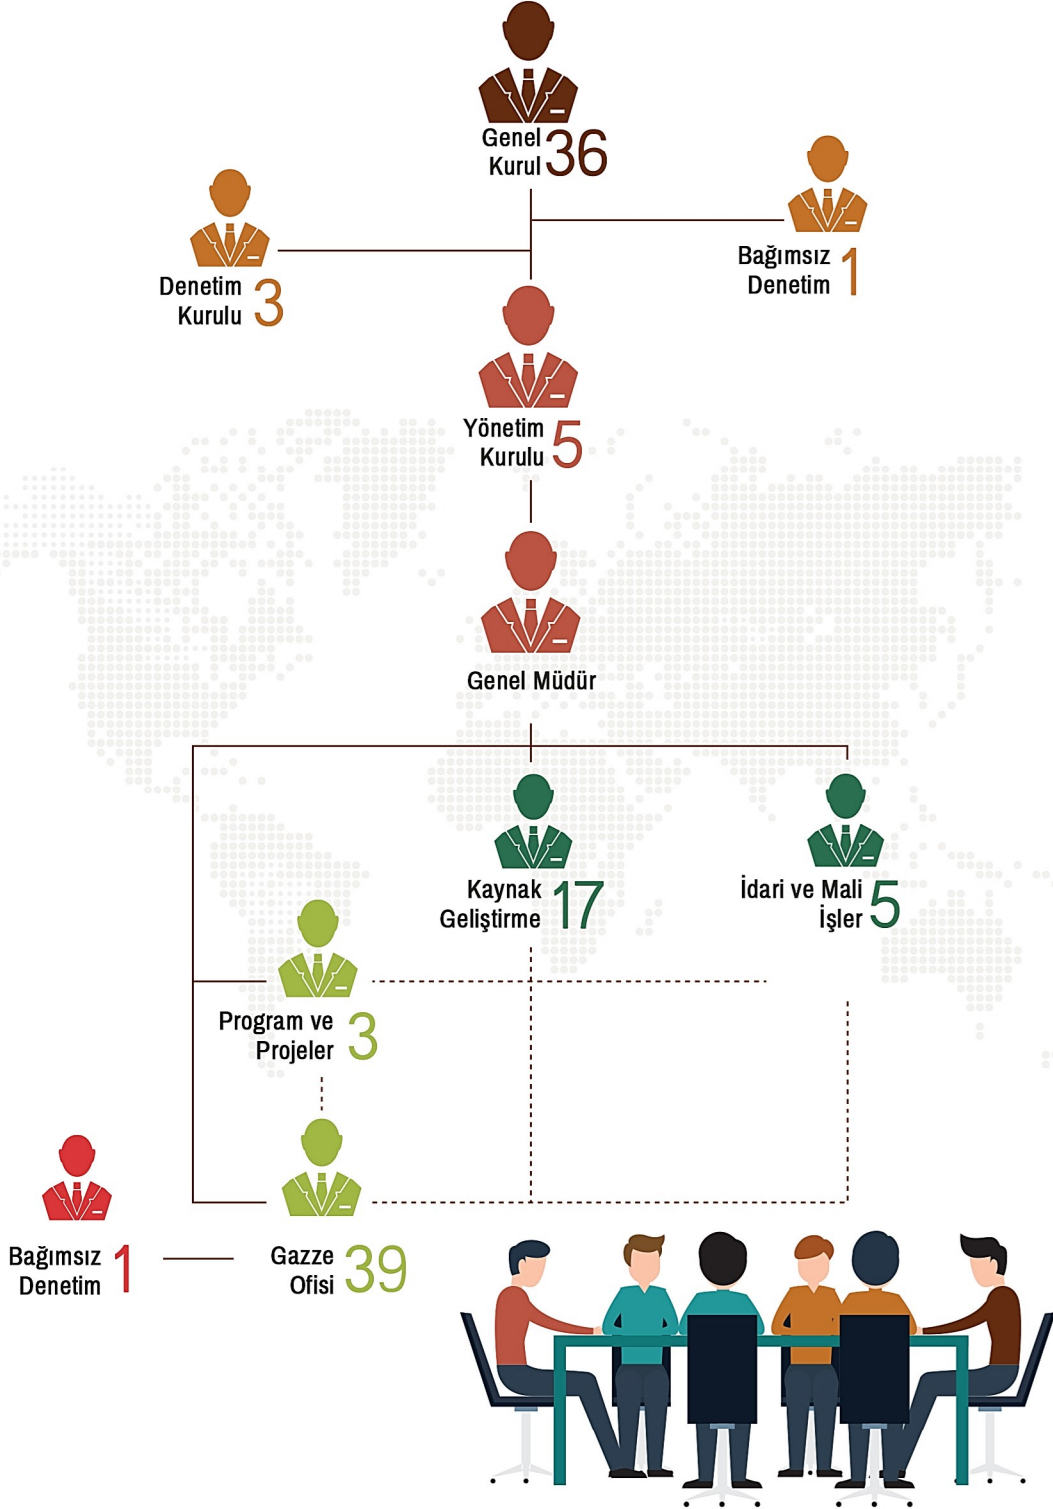 Genel
Kurul 36
Bağımsız
Denetim 1
Denetim
Kurulu 3
Yönetim
Kurulu 5
Genel Müdür
Kaynak
Geliştirme 17
İdari ve Mali
İşler 5
Program ve
Projeler 3
Bağımsız
Denetim 1
Gazze
Ofisi 39